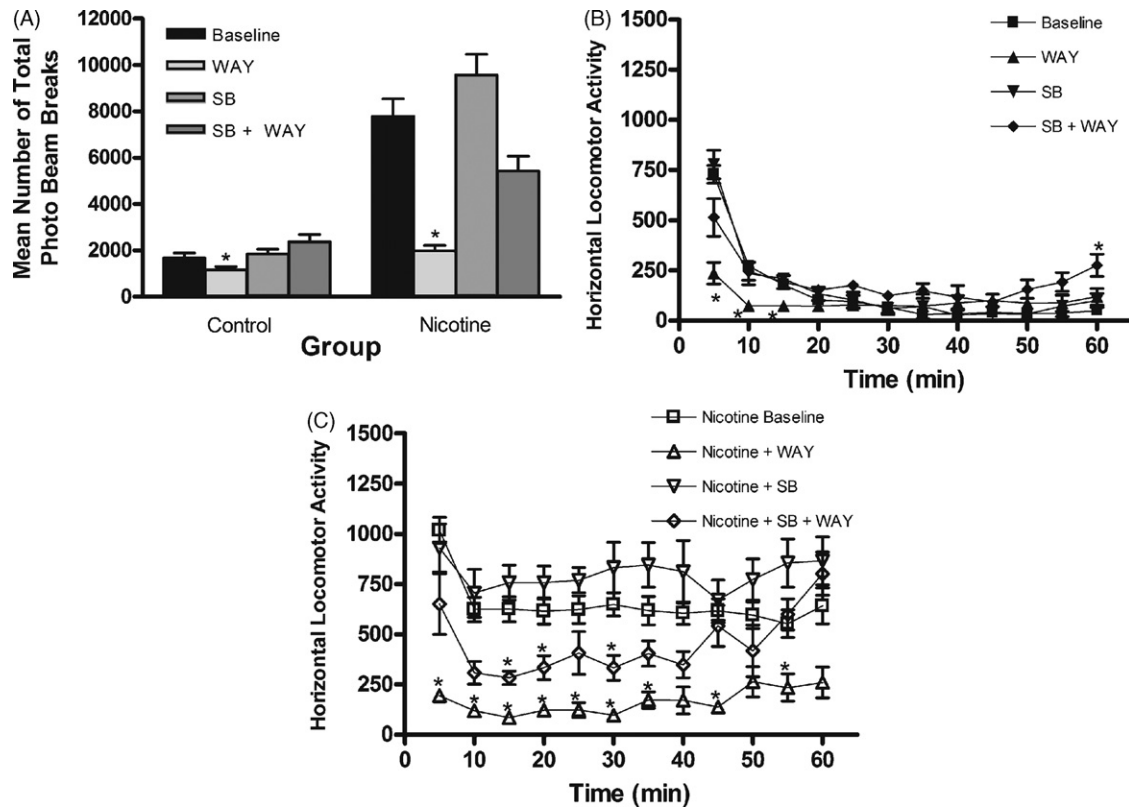 (A)
12000
10000
8000
6000
4000
2000
0
Mean Number of Total
Photo Beam Breaks
Baseline
WAY
SB
SB + WAY
*
*
Control
Nicotine
Group
(B)
1500
1250
1000
750
500
250
0
Horizontal Locomotor Activity
Baseline
WAY
SB
SB + WAY
*
*
*
*
0 10 20 30 40 50 60
Time (min)
(C)
1500
1250
1000
750
500
250
0
Horizontal Locomotor Activity
Nicotine Baseline
Nicotine + WAY
Nicotine + SB
Nicotine + SB + WAY
* * *
* * * * * * * * *
0 10 20 30 40 50 60
Time (min)